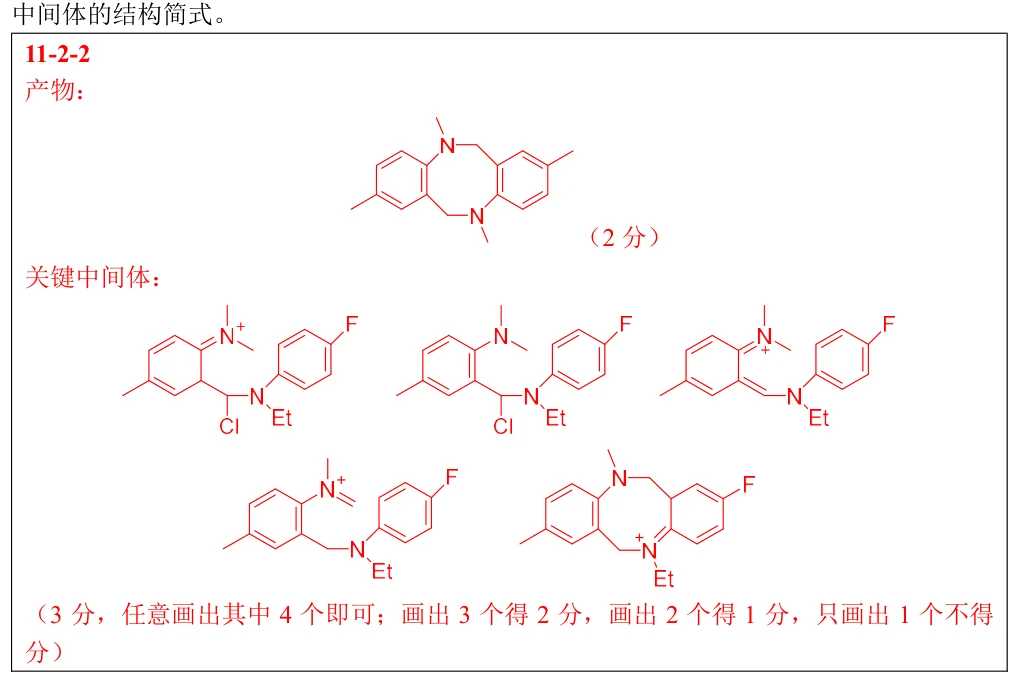 中间体的结构简式。
11-2-2
产物：
N
N
（2 分）
关键中间体：
N+ F N Cl Et
N F N Cl Et
N+ F N Et
N+ F N Et
N F N+ Et
（3 分，任意画出其中 4 个即可；画出 3 个得 2 分，画出 2 个得 1 分，只画出 1 个不得
分）